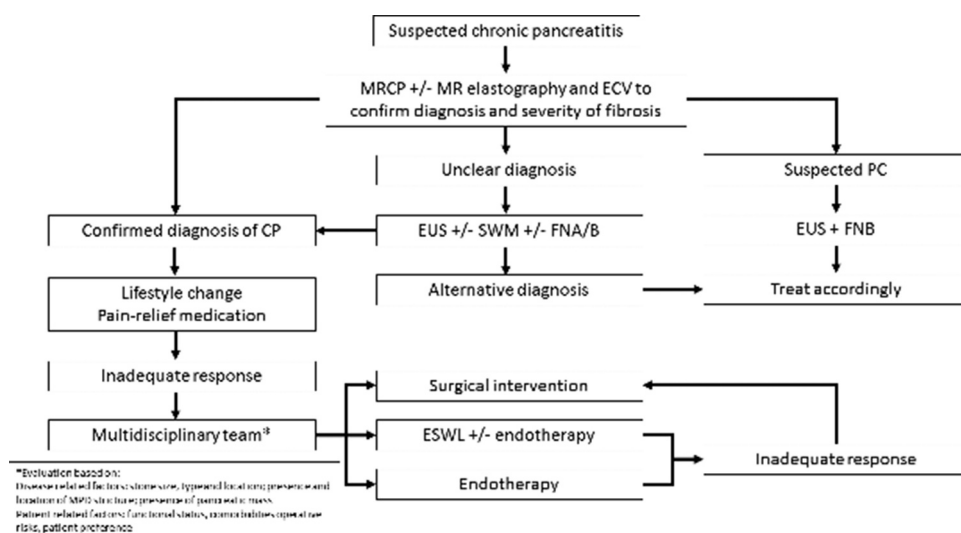 Suspected chronic pancreatitis
MRCP +/- MR elastography and ECV to
confirm diagnosis and severity of fibrosis
Unclear diagnosis
Suspected PC
Confirmed diagnosis of CP
EUS +/- SWM +/- FNA/B
EUS + FNB
Lifestyle change
Pain-relief medication
Alternative diagnosis
Treat accordingly
Inadequate response
Surgical intervention
Multidisciplinary team*
ESWL +/- endotherapy
Inadequate response
Endotherapy
*Evaluation based on:
Disease related factors: stone size, type and location; presence and
location of MPD stricture; presence of pancreatic mass
Patient related factors: functional status, comorbidities operative
risks, patient preference